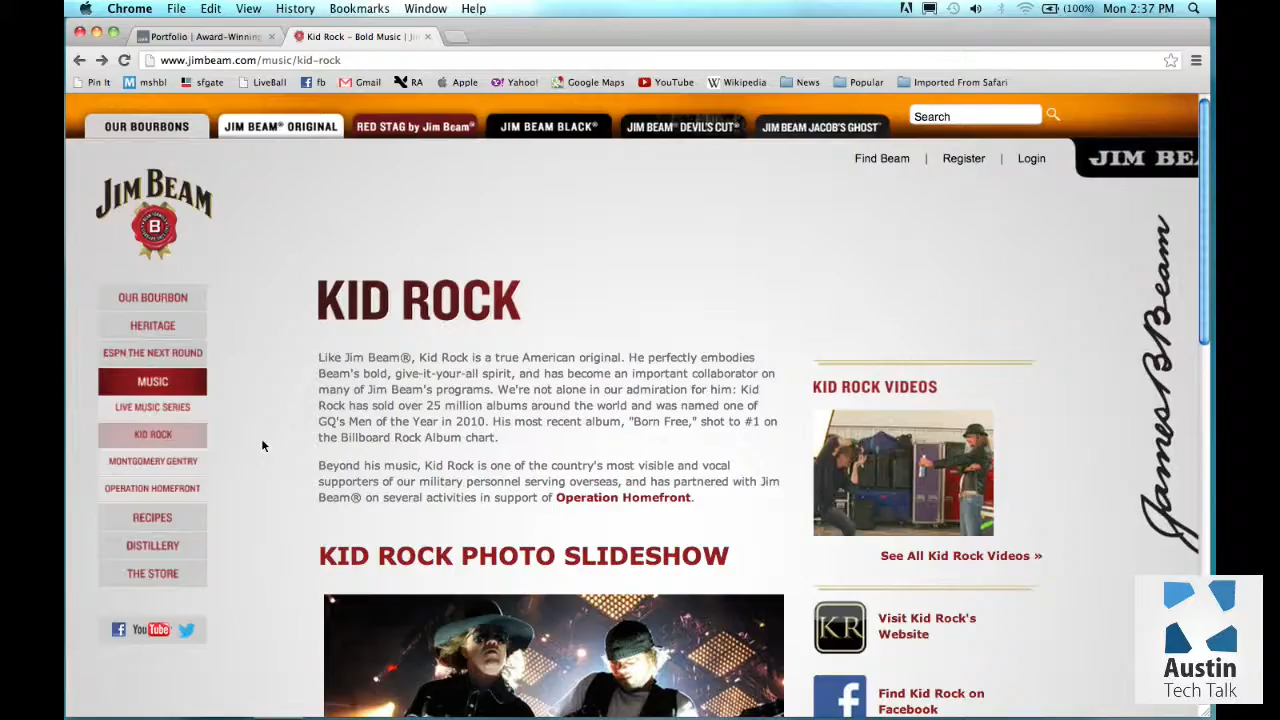 Chrome File Edit View History Bookmarks Window Help
(100%) Mon 2:37 PM
Portfolio | Award-Winning
Kid Rock – Bold Music | Jin
www.jimbeam.com/music/kid-rock
Pin It mshbl sfgate LiveBall fb Gmail RA Apple Yahoo! Google Maps YouTube Wikipedia News Popular Imported From Safari
OUR BOURBONS
JIM BEAM® ORIGINAL
RED STAG by Jim Beam®
JIM BEAM BLACK®
JIM BEAM® DEVIL'S CUT®
JIM BEAM JACOB'S GHOST™
Search
Find Beam | Register | Login
JIM BE
JIM BEAM
B
OUR BOURBON
HERITAGE
ESPN THE NEXT ROUND
MUSIC
LIVE MUSIC SERIES
KID ROCK
MONTGOMERY GENTRY
OPERATION HOMEFRONT
RECIPES
DISTILLERY
THE STORE
f YouTube
KID ROCK
Like Jim Beam®, Kid Rock is a true American original. He perfectly embodies
Beam's bold, give-it-your-all spirit, and has become an important collaborator on
many of Jim Beam's programs. We're not alone in our admiration for him: Kid
Rock has sold over 25 million albums around the world and was named one of
GQ's Men of the Year in 2010. His most recent album, "Born Free," shot to #1 on
the Billboard Rock Album chart.
Beyond his music, Kid Rock is one of the country's most visible and vocal
supporters of our military personnel serving overseas, and has partnered with Jim
Beam® on several activities in support of Operation Homefront.
KID ROCK PHOTO SLIDESHOW
KID ROCK VIDEOS
See All Kid Rock Videos »
KR
Visit Kid Rock's
Website
f
Find Kid Rock on
Facebook
James B Beam
Austin
Tech Talk